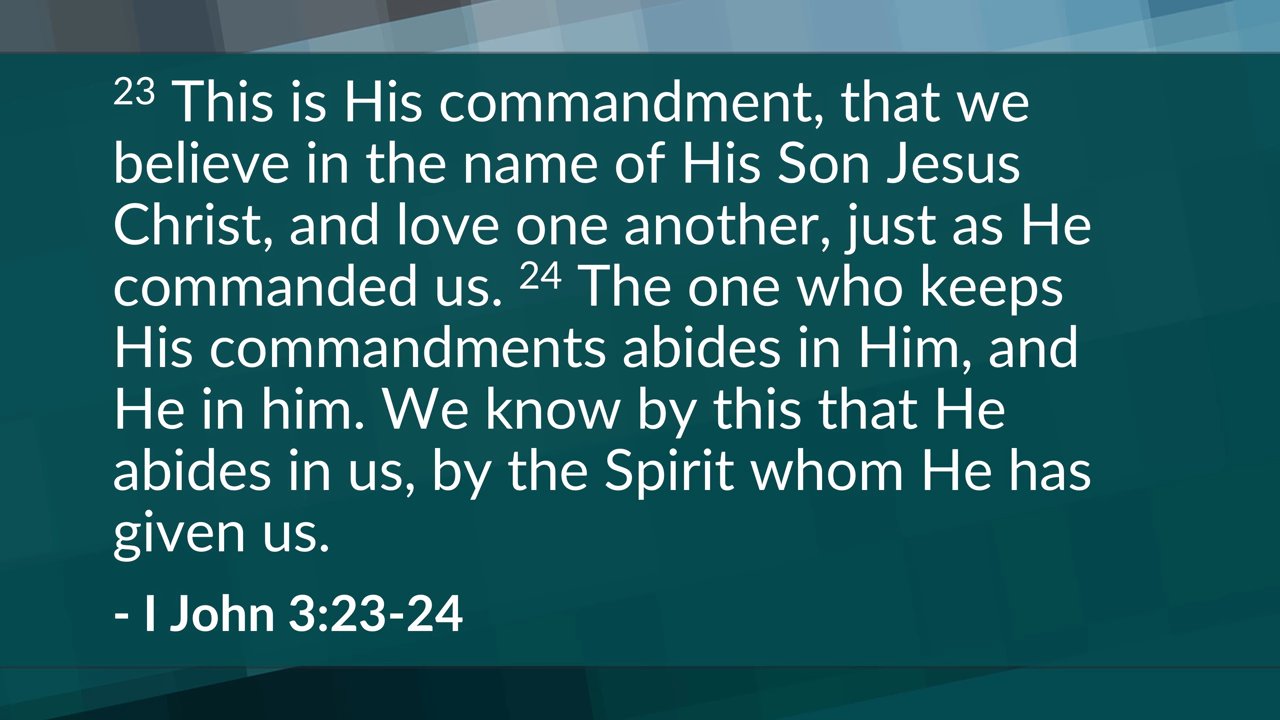 23 This is His commandment, that we
believe in the name of His Son Jesus
Christ, and love one another, just as He
commanded us. 24 The one who keeps
His commandments abides in Him, and
He in him. We know by this that He
abides in us, by the Spirit whom He has
given us.
- I John 3:23-24